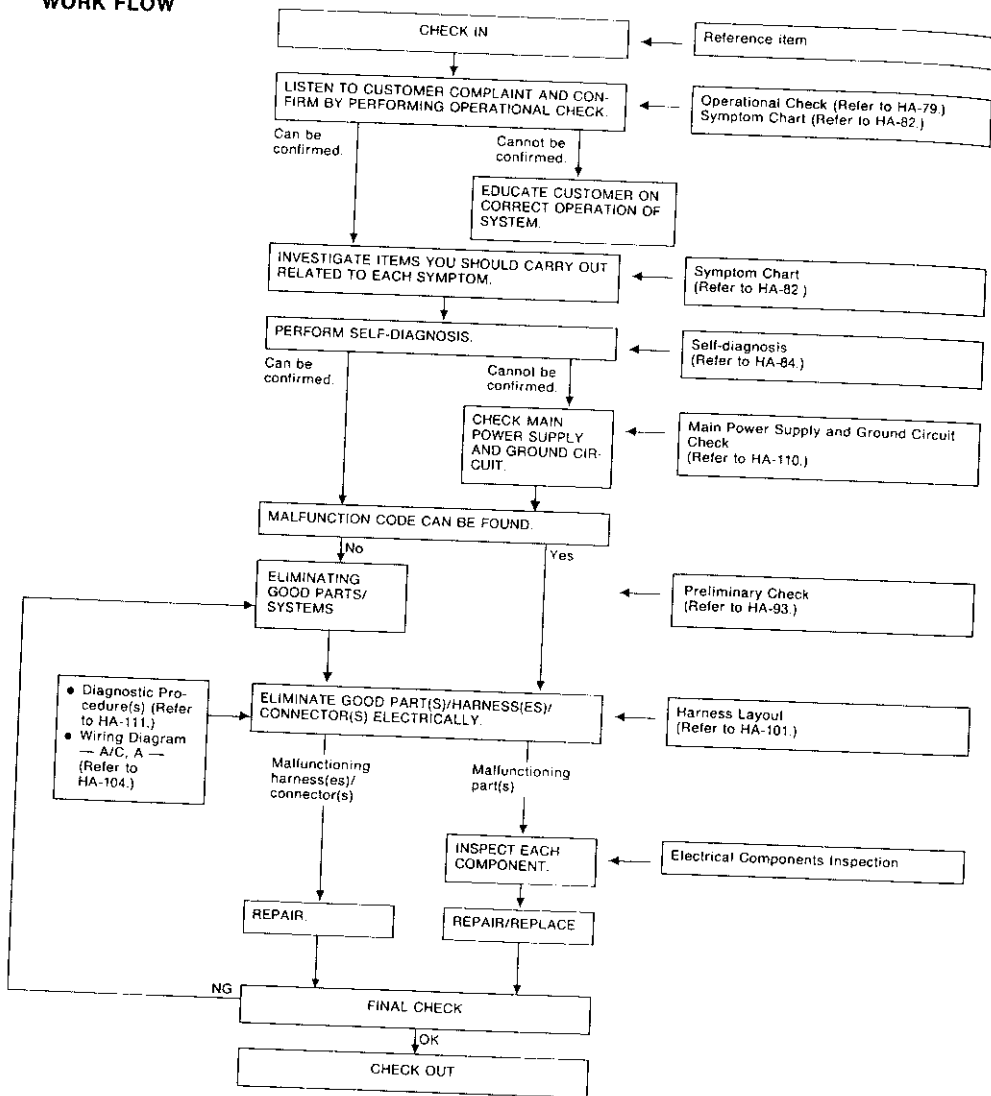 WORK FLOW
CHECK IN
Reference item
LISTEN TO CUSTOMER COMPLAINT AND CON-
FIRM BY PERFORMING OPERATIONAL CHECK.
Operational Check (Refer to HA-79.)
Symptom Chart (Refer to HA-82.)
Can be
confirmed.
Cannot be
confirmed.
EDUCATE CUSTOMER ON
CORRECT OPERATION OF
SYSTEM.
INVESTIGATE ITEMS YOU SHOULD CARRY OUT
RELATED TO EACH SYMPTOM.
Symptom Chart
(Refer to HA-82 )
PERFORM SELF-DIAGNOSIS.
Self-diagnosis
(Refer to HA-84.)
Can be
confirmed.
Cannot be
confirmed.
CHECK MAIN
POWER SUPPLY
AND GROUND CIR-
CUIT.
Main Power Supply and Ground Circuit
Check
(Refer to HA-110.)
MALFUNCTION CODE CAN BE FOUND.
No
Yes
ELIMINATING
GOOD PARTS/
SYSTEMS
Preliminary Check
(Refer to HA-93.)
● Diagnostic Pro-
cedure(s) (Refer
to HA-111.)
● Wiring Diagram
— A/C, A —
(Refer to
HA-104.)
ELIMINATE GOOD PART(S)/HARNESS(ES)/
CONNECTOR(S) ELECTRICALLY.
Harness Layout
(Refer to HA-101.)
Malfunctioning
harness(es)/
connector(s)
Malfunctioning
part(s)
INSPECT EACH
COMPONENT.
Electrical Components Inspection
REPAIR.
REPAIR/REPLACE
NG
FINAL CHECK
OK
CHECK OUT